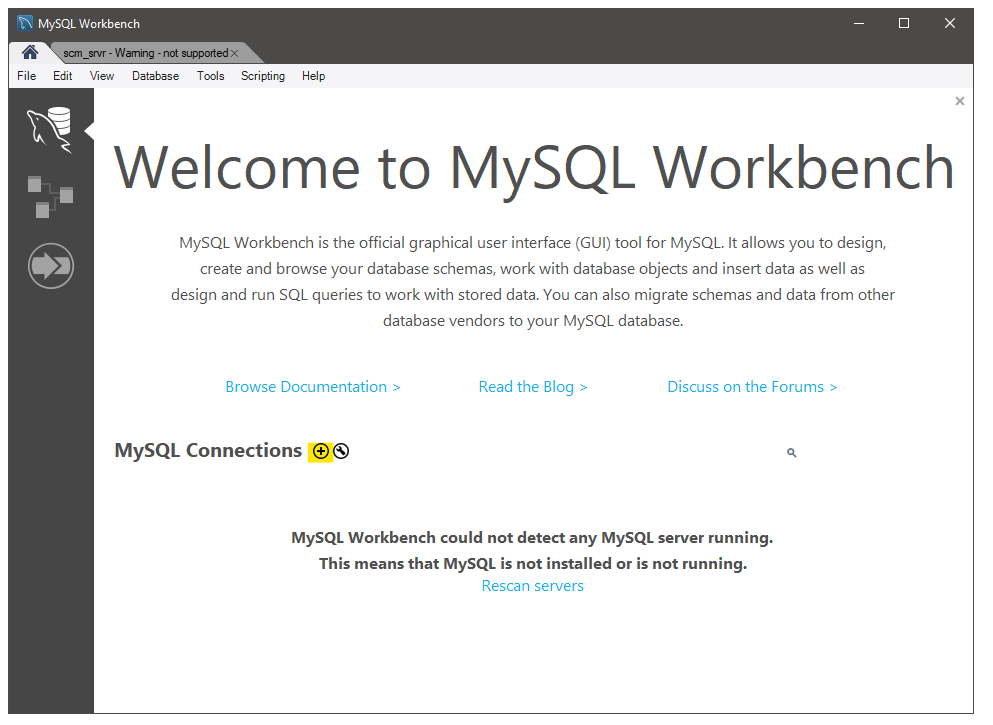 MySQL Workbench
scm_srvr - Warning - not supported
File Edit View Database Tools Scripting Help
Welcome to MySQL Workbench
MySQL Workbench is the official graphical user interface (GUI) tool for MySQL. It allows you to design,
create and browse your database schemas, work with database objects and insert data as well as
design and run SQL queries to work with stored data. You can also migrate schemas and data from other
database vendors to your MySQL database.
Browse Documentation > Read the Blog > Discuss on the Forums >
MySQL Connections
MySQL Workbench could not detect any MySQL server running.
This means that MySQL is not installed or is not running.
Rescan servers